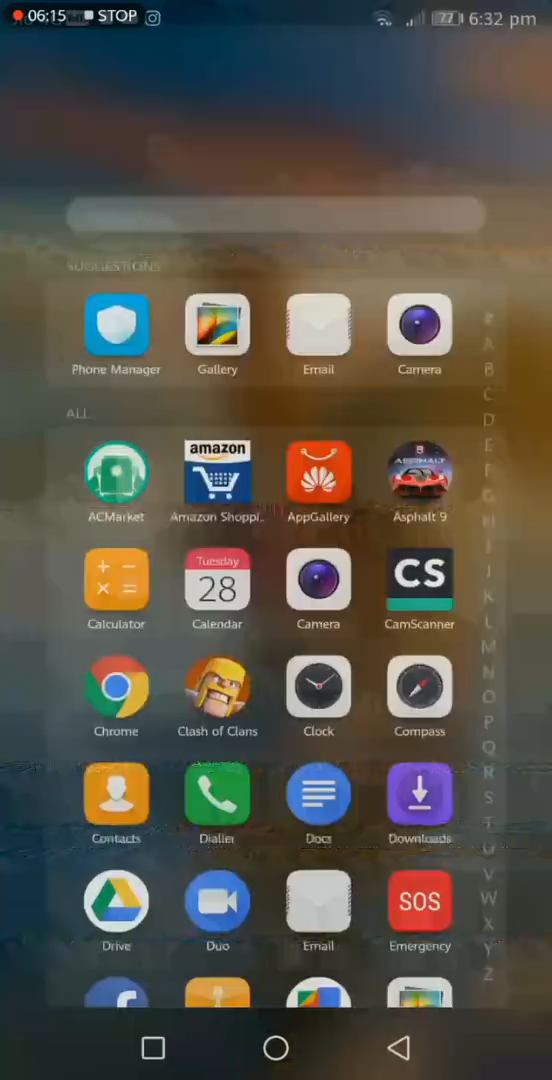 06:15 STOP 77 6:32 pm
SUGGESTIONS
Phone Manager Gallery Email Camera
ALL
amazon ASPHALT
ACMarket Amazon Shoppi.. AppGallery Asphalt 9
Tuesday
28 CS
Calculator Calendar Camera CamScanner
Chrome Clash of Clans Clock Compass
Contacts Dialler Docs Downloads
SOS
Drive Duo Email Emergency
#
A
B
C
D
E
F
G
H
I
J
K
L
M
N
O
P
Q
R
S
T
U
V
W
X
Y
Z